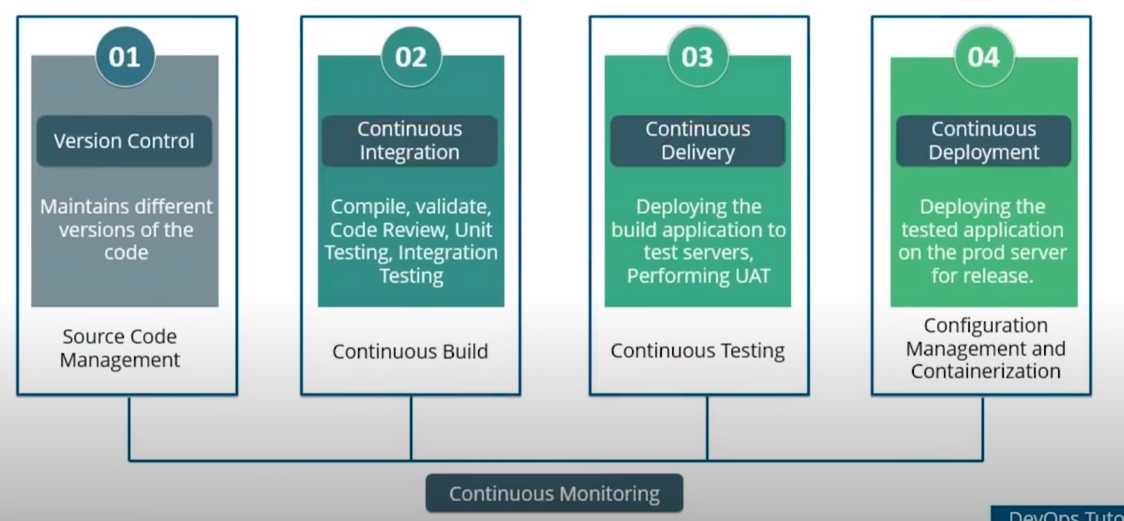 01
Version Control
Maintains different
versions of the
code
Source Code
Management
02
Continuous
Integration
Compile, validate,
Code Review, Unit
Testing, Integration
Testing
Continuous Build
03
Continuous
Delivery
Deploying the
build application to
test servers,
Performing UAT
Continuous Testing
04
Continuous
Deployment
Deploying the
tested application
on the prod server
for release.
Configuration
Management and
Containerization
Continuous Monitoring
DevOps Tuto